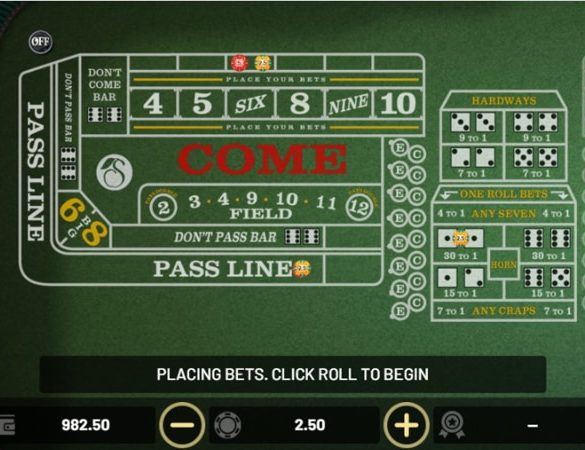 OFF
DON'T
COME
BAR
DON'T PASS BAR
PASS LINE
PLACE YOUR BETS
4 5 SIX 8 NINE 10
PLACE YOUR BETS
COME
2 3 · 4 · 9 · 10 · 11 12
FIELD
BIG
6 8
DON'T PASS BAR
PASS LINE
E C
E C
E C
E C
E C
E C
E C
HARDWAYS
9 TO 1 9 TO 1
7 TO 1 7 TO 1
ONE ROLL BETS
4 TO 1 ANY SEVEN 4 TO 1
30 TO 1 30 TO 1
HORN
15 TO 1 15 TO 1
7 TO 1 ANY CRAPS 7 TO 1
PLACING BETS. CLICK ROLL TO BEGIN
982.50 − 2.50 + –